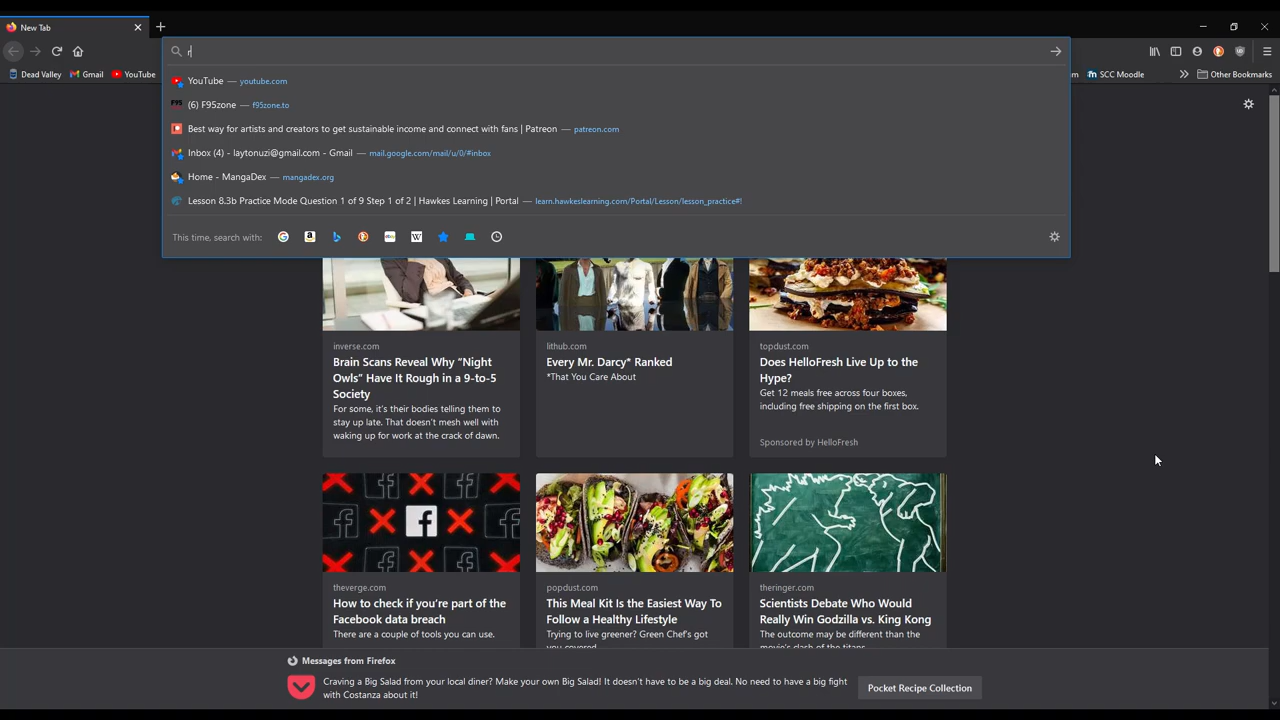 New Tab
r
Dead Valley
Gmail
YouTube
SCC Moodle
Other Bookmarks
YouTube — youtube.com
(6) F95zone — f95zone.to
Best way for artists and creators to get sustainable income and connect with fans | Patreon — patreon.com
Inbox (4) - laytonuzi@gmail.com - Gmail — mail.google.com/mail/u/0/#inbox
Home - MangaDex — mangadex.org
Lesson 8.3b Practice Mode Question 1 of 9 Step 1 of 2 | Hawkes Learning | Portal — learn.hawkeslearning.com/Portal/Lesson/lesson_practice#!
This time, search with:
inverse.com
Brain Scans Reveal Why “Night
Owls” Have It Rough in a 9-to-5
Society
For some, it's their bodies telling them to
stay up late. That doesn't mesh well with
waking up for work at the crack of dawn.
lithub.com
Every Mr. Darcy* Ranked
*That You Care About
topdust.com
Does HelloFresh Live Up to the
Hype?
Get 12 meals free across four boxes,
including free shipping on the first box.
Sponsored by HelloFresh
theverge.com
How to check if you're part of the
Facebook data breach
There are a couple of tools you can use.
popdust.com
This Meal Kit Is the Easiest Way To
Follow a Healthy Lifestyle
Trying to live greener? Green Chef's got
you covered
theringer.com
Scientists Debate Who Would
Really Win Godzilla vs. King Kong
The outcome may be different than the
movie's clash of the titans
Messages from Firefox
Craving a Big Salad from your local diner? Make your own Big Salad! It doesn't have to be a big deal. No need to have a big fight
with Costanza about it!
Pocket Recipe Collection